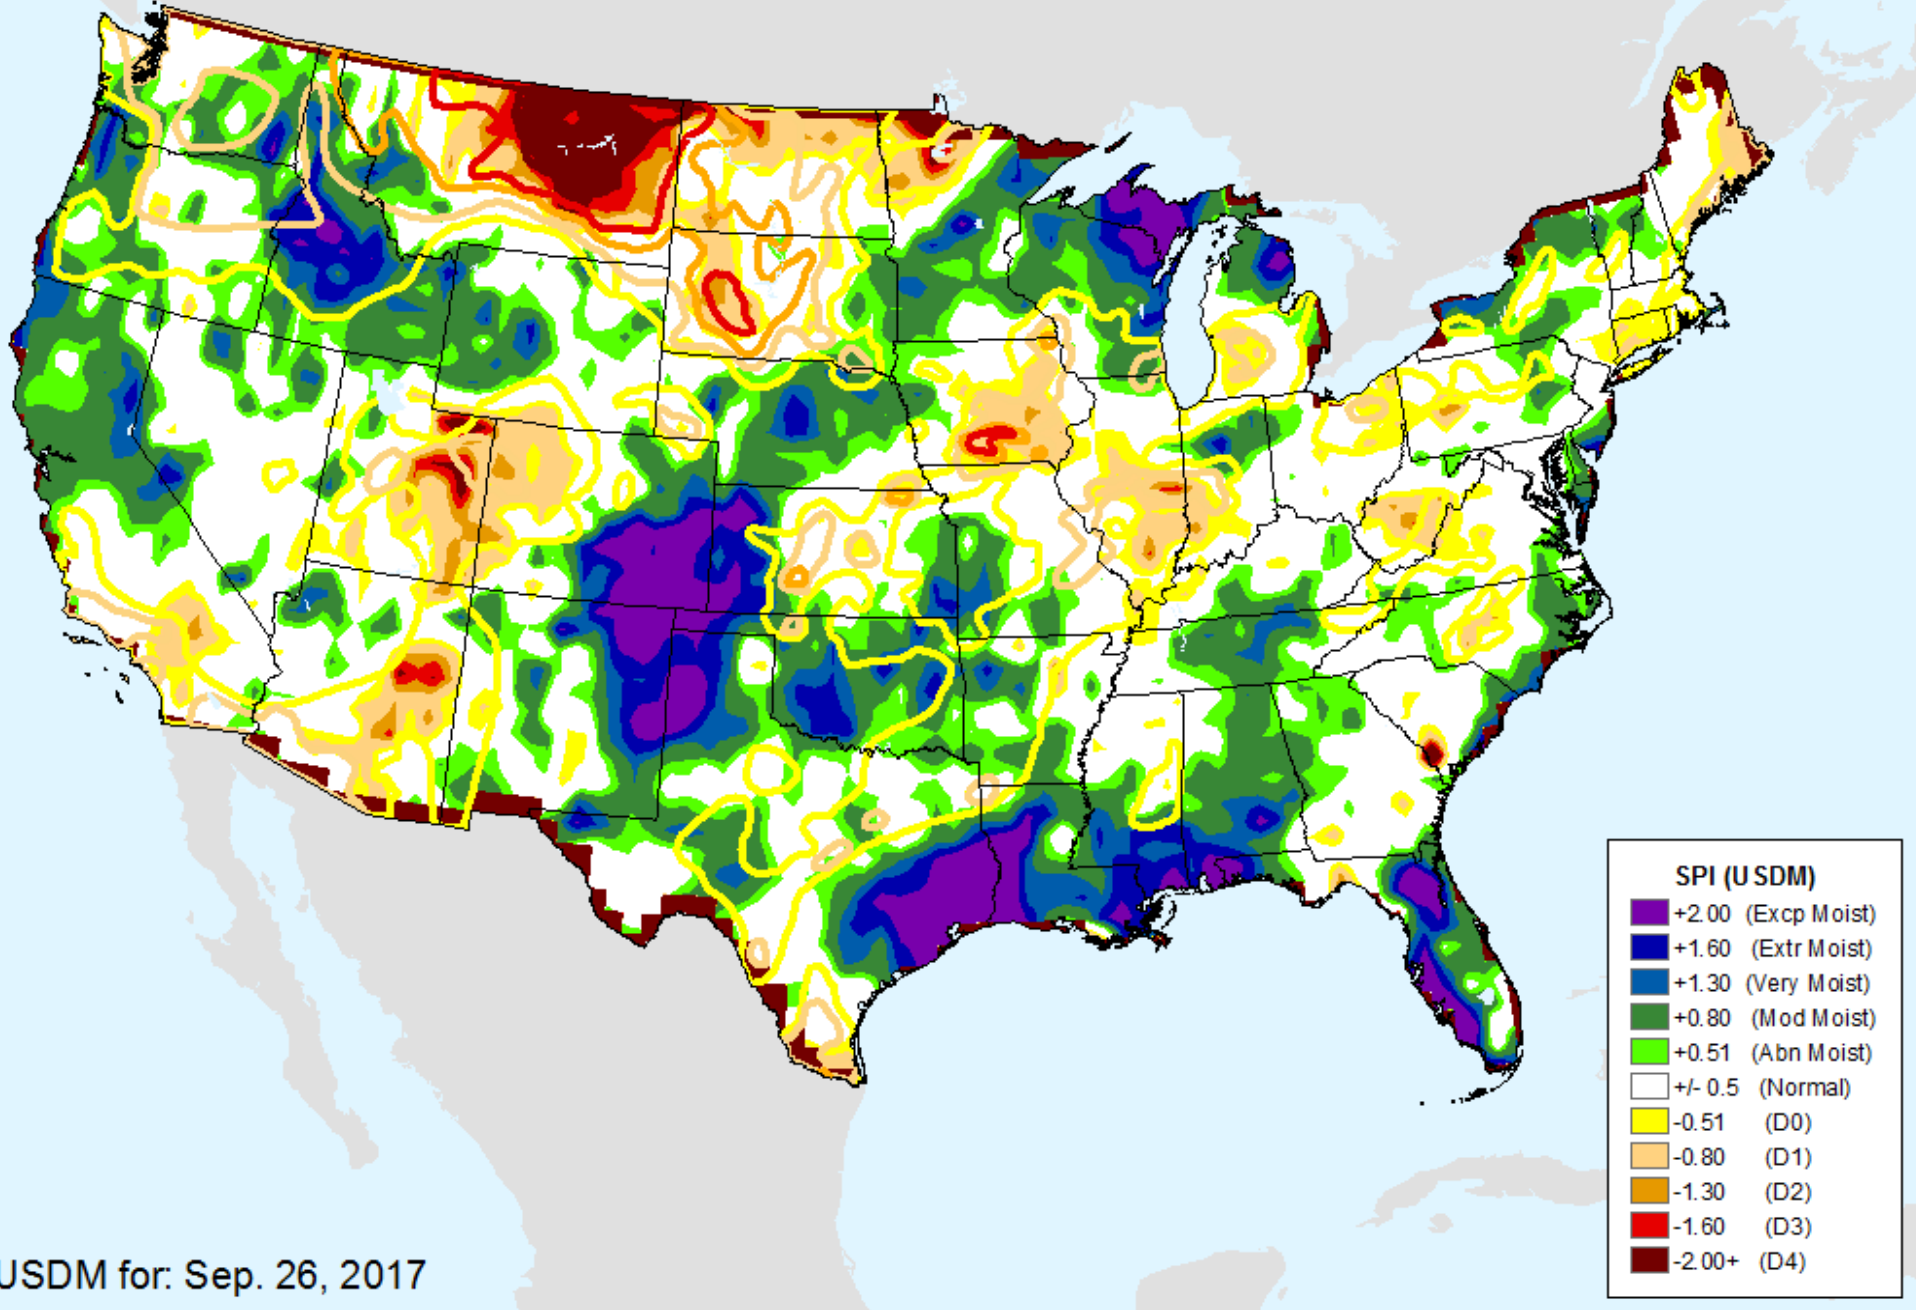 SPI (USDM)
+2.00 (Excp Moist)
+1.60 (Extr Moist)
+1.30 (Very Moist)
+0.80 (Mod Moist)
+0.51 (Abn Moist)
+/- 0.5 (Normal)
-0.51 (D0)
-0.80 (D1)
-1.30 (D2)
-1.60 (D3)
-2.00+ (D4)
USDM for: Sep. 26, 2017